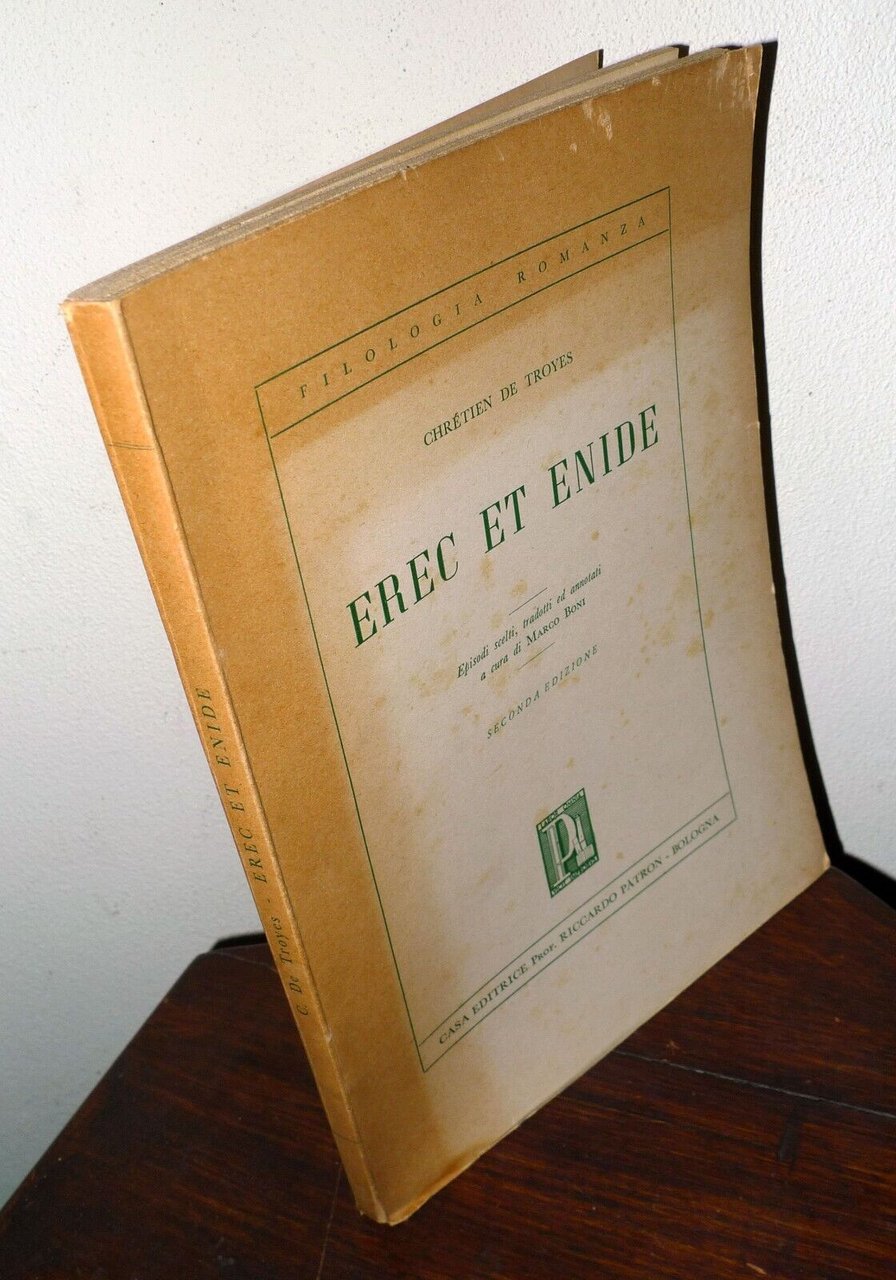 FILOLOGIA ROMANZA
CHRÉTIEN DE TROYES
EREC ET ENIDE
Episodi scelti, tradotti ed annotati
a cura di MARCO BONI
SECONDA EDIZIONE
PL
CASA EDITRICE Prof. RICCARDO PÀTRON - BOLOGNA
C. De Troyes - EREC ET ENIDE